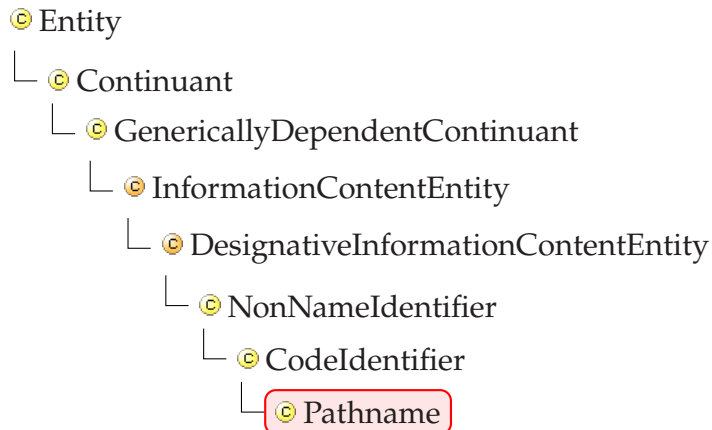 C Entity
C Continuant
C GenericallyDependentContinuant
C InformationContentEntity
C DesignativeInformationContentEntity
C NonNameIdentifier
C CodeIdentifier
C Pathname